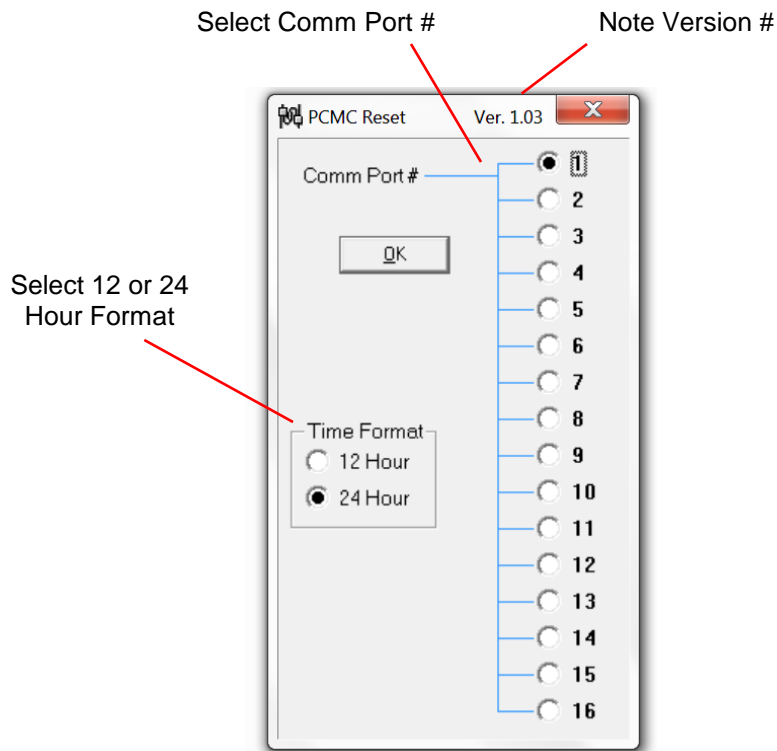 Select Comm Port #
Note Version #
PCMC Reset Ver. 1.03
Comm Port #
1
2
3
OK
4
Select 12 or 24
Hour Format
5
6
7
8
Time Format
12 Hour
24 Hour
9
10
11
12
13
14
15
16